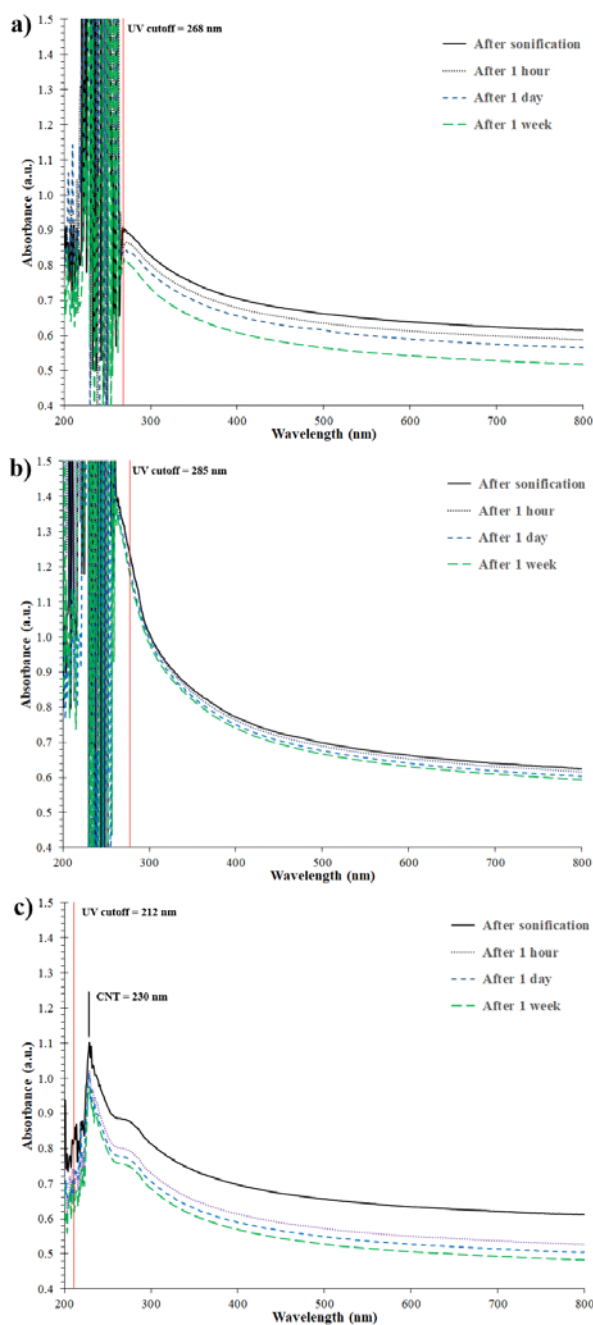 a)
UV cutoff = 268 nm
After sonification
After 1 hour
After 1 day
After 1 week
1.5
1.4
1.3
1.2
1.1
1.0
0.9
0.8
0.7
0.6
0.5
0.4
Absorbance (a.u.)
200 300 400 500 600 700 800
Wavelength (nm)
b)
UV cutoff = 285 nm
After sonification
After 1 hour
After 1 day
After 1 week
1.5
1.4
1.3
1.2
1.1
1.0
0.9
0.8
0.7
0.6
0.5
0.4
Absorbance (a.u.)
200 300 400 500 600 700 800
Wavelength (nm)
c)
UV cutoff = 212 nm
CNT = 230 nm
After sonification
After 1 hour
After 1 day
After 1 week
1.5
1.4
1.3
1.2
1.1
1.0
0.9
0.8
0.7
0.6
0.5
0.4
Absorbance (a.u.)
200 300 400 500 600 700 800
Wavelength (nm)